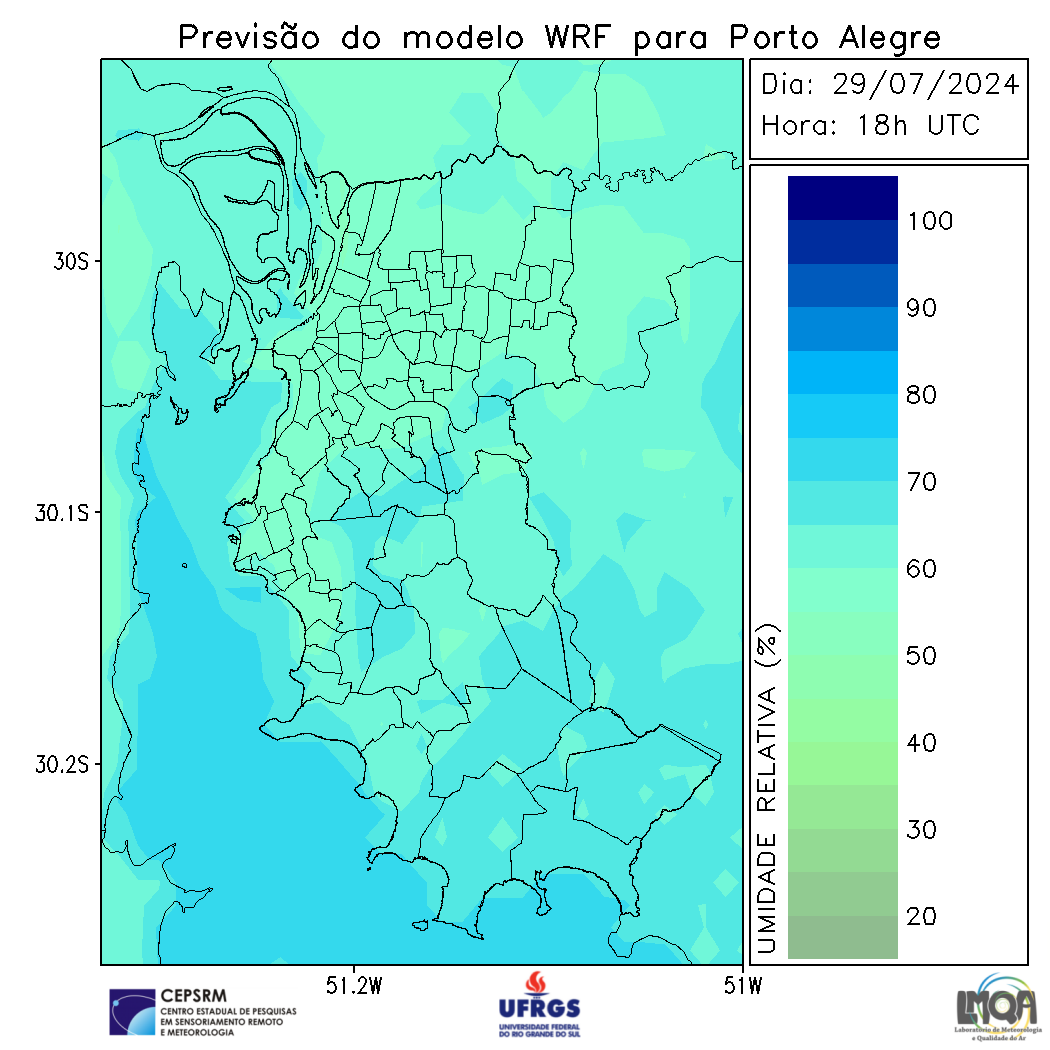 Previsão do modelo WRF para Porto Alegre
Dia: 29/07/2024
Hora: 18h UTC
30S
30.1S
30.2S
51.2W
51W
100
90
80
70
60
50
40
30
20
UMIDADE RELATIVA (%)
CEPSRM
CENTRO ESTADUAL DE PESQUISAS
EM SENSORIAMENTO REMOTO
E METEOROLOGIA
UFRGS
UNIVERSIDADE FEDERAL
DO RIO GRANDE DO SUL
LMQA
Laboratório de Meteorologia
e Qualidade do Ar